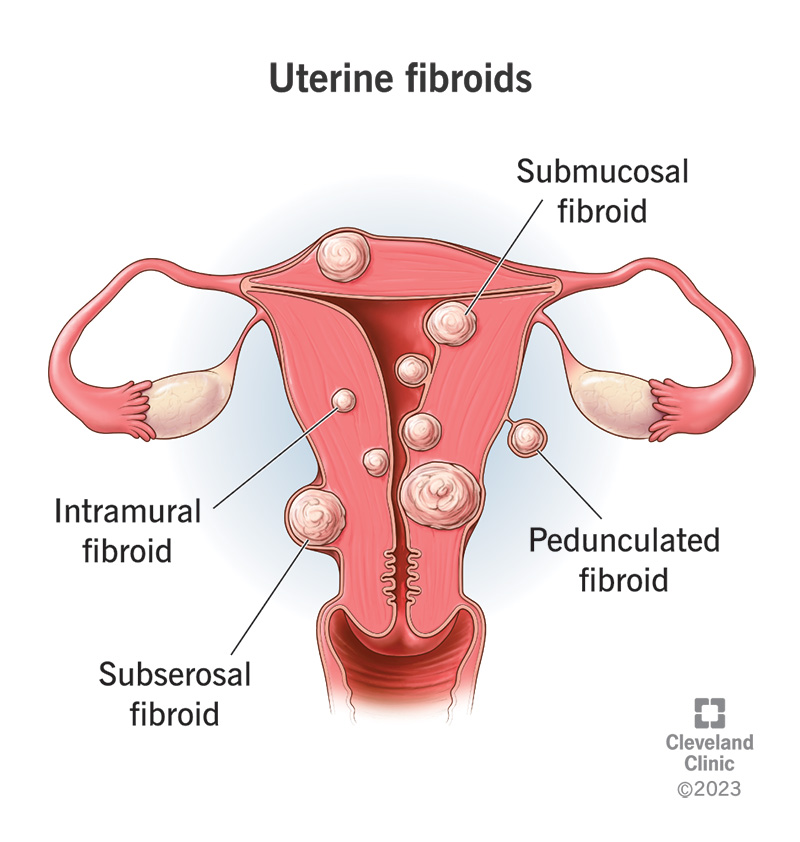 Uterine fibroids
Submucosal
fibroid
Intramural
fibroid
Pedunculated
fibroid
Subserosal
fibroid
Cleveland
Clinic
©2023